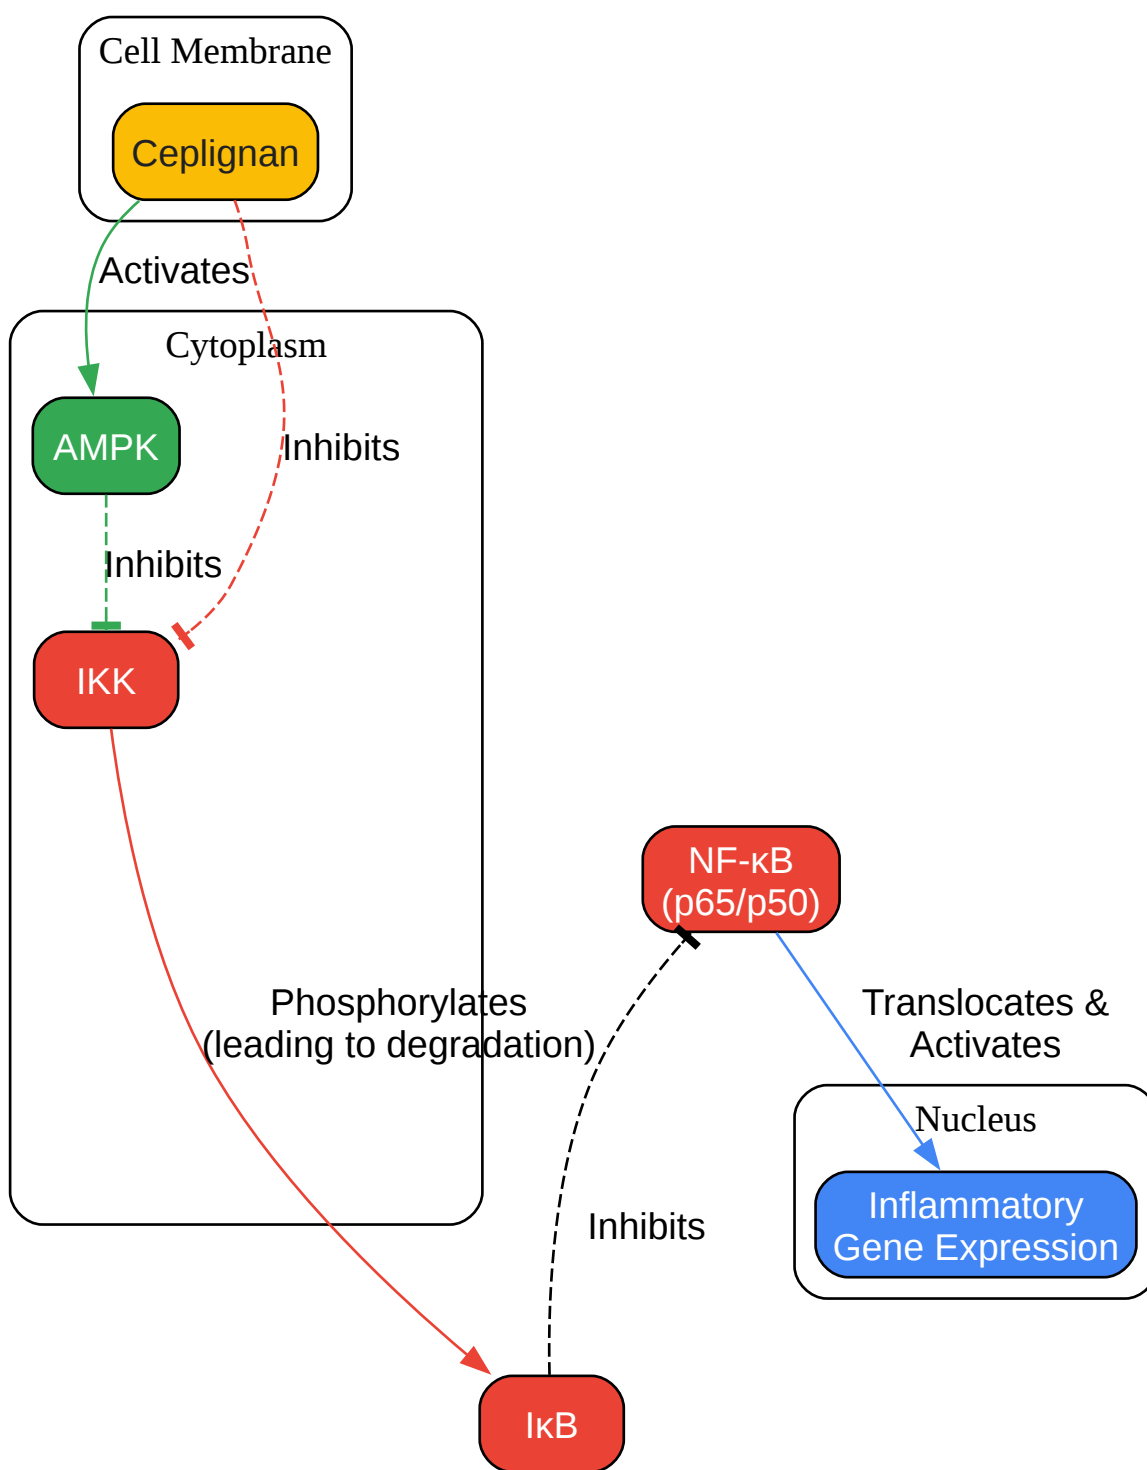 Cell Membrane
Ceplignan
Activates
Cytoplasm
AMPK
Inhibits
Inhibits
IKK
NF-κB
(p65/p50)
Phosphorylates
(leading to degradation)
Translocates &
Activates
Nucleus
Inflammatory
Gene Expression
Inhibits
IκB